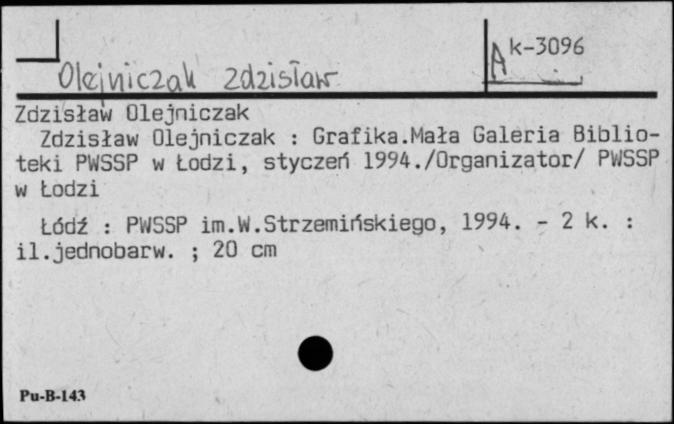 Olejniczak Zdzisław
A k-3096
Zdzisław Olejniczak
Zdzisław Olejniczak : Grafika.Mała Galeria Biblio-
teki PWSSP w Łodzi, styczeń 1994./Organizator/ PWSSP
w Łodzi
Łódź : PWSSP im.W.Strzemińskiego, 1994. - 2 k. :
il.jednobarw. ; 20 cm
Pu-B-143